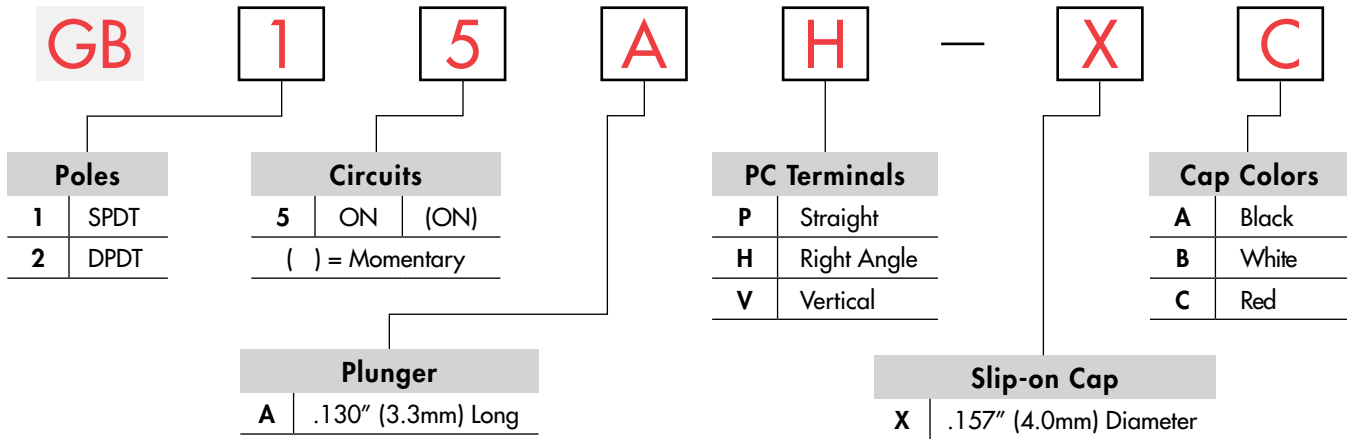 GB 1 5 A H — X C
Poles
1 SPDT
2 DPDT
Circuits
5 ON (ON)
( ) = Momentary
PC Terminals
P Straight
H Right Angle
V Vertical
Cap Colors
A Black
B White
C Red
Plunger
A .130” (3.3mm) Long
Slip-on Cap
X .157” (4.0mm) Diameter